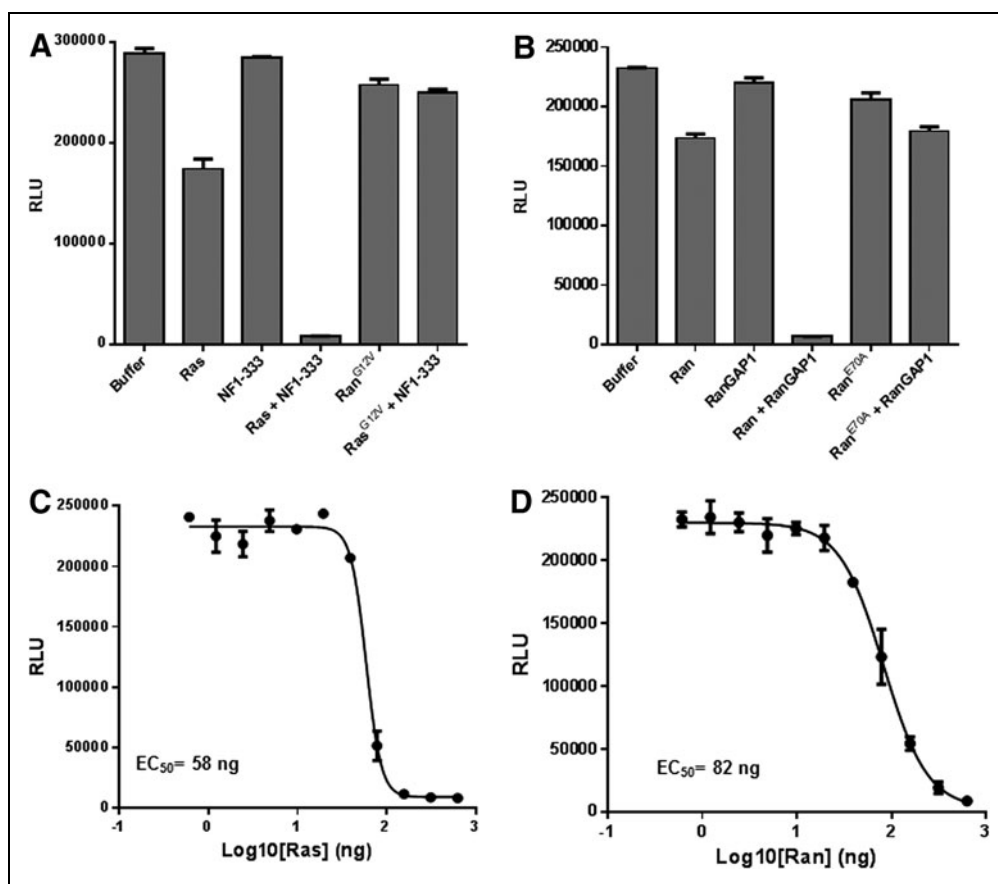 A
300000
200000
100000
0
RLU
Buffer
Ras
NF1-333
Ras + NF1-333
Ran^G12V
Ras^G12V + NF1-333
B
250000
200000
150000
100000
50000
0
RLU
Buffer
Ran
RanGAP1
Ran + RanGAP1
Ran^E70A
Ran^E70A + RanGAP1
C
250000
200000
150000
100000
50000
0
RLU
EC50= 58 ng
-1 0 1 2 3
Log10[Ras] (ng)
D
250000
200000
150000
100000
50000
0
RLU
EC50= 82 ng
-1 0 1 2 3
Log10[Ran] (ng)